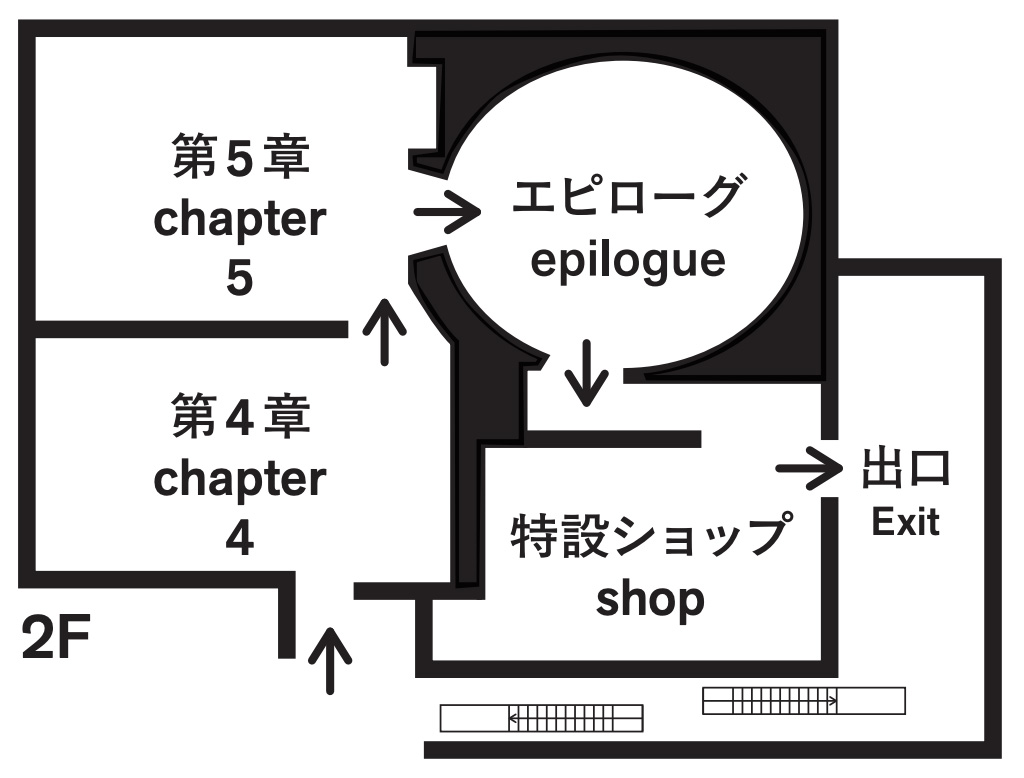 第5章
chapter
5
エピローグ
epilogue
第4章
chapter
4
出口
Exit
特設ショップ
shop
2F